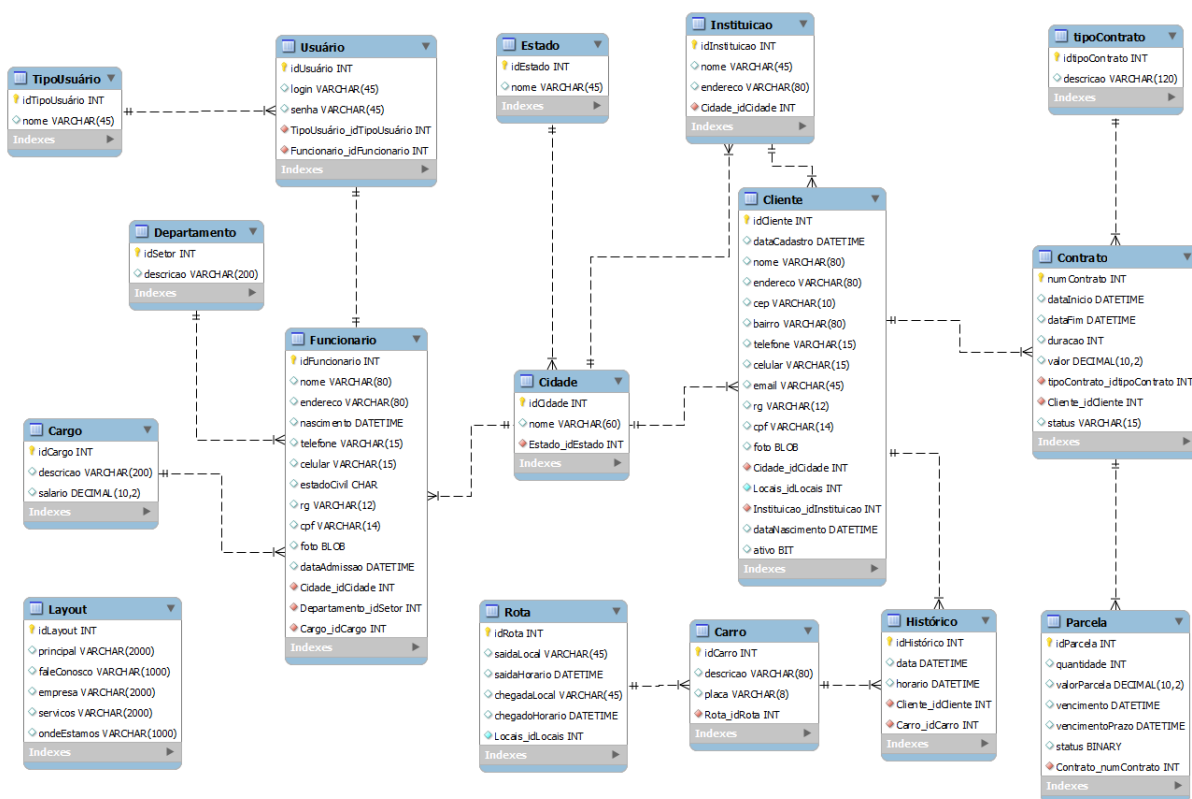 TipoUsuário
idTipoUsuário INT
nome VARCHAR(45)
Indexes
Usuário
idUsuário INT
login VARCHAR(45)
senha VARCHAR(45)
TipoUsuário_idTipoUsuário INT
Funcionario_idFuncionario INT
Indexes
Estado
idEstado INT
nome VARCHAR(45)
Indexes
Instituicao
idInstituicao INT
nome VARCHAR(45)
endereco VARCHAR(80)
Cidade_idCidade INT
Indexes
tipoContrato
idtipoContrato INT
descricao VARCHAR(120)
Indexes
Departamento
idSetor INT
descricao VARCHAR(200)
Indexes
Cliente
idCliente INT
dataCadastro DATETIME
nome VARCHAR(80)
endereco VARCHAR(80)
cep VARCHAR(10)
bairro VARCHAR(80)
telefone VARCHAR(15)
celular VARCHAR(15)
email VARCHAR(45)
rg VARCHAR(12)
cpf VARCHAR(14)
foto BLOB
Cidade_idCidade INT
Locais_idLocais INT
Instituicao_idInstituicao INT
dataNascimento DATETIME
ativo BIT
Indexes
Contrato
numContrato INT
dataInicio DATETIME
dataFim DATETIME
duracao INT
valor DECIMAL(10,2)
tipoContrato_idtipoContrato INT
Cliente_idCliente INT
status VARCHAR(15)
Indexes
Funcionario
idFuncionario INT
nome VARCHAR(80)
endereco VARCHAR(80)
nascimento DATETIME
telefone VARCHAR(15)
celular VARCHAR(15)
estadoCivil CHAR
rg VARCHAR(12)
cpf VARCHAR(14)
foto BLOB
dataAdmissao DATETIME
Cidade_idCidade INT
Departamento_idSetor INT
Cargo_idCargo INT
Indexes
Cidade
idCidade INT
nome VARCHAR(60)
Estado_idEstado INT
Indexes
Cargo
idCargo INT
descricao VARCHAR(200)
salario DECIMAL(10,2)
Indexes
Layout
idLayout INT
principal VARCHAR(2000)
faleConosco VARCHAR(1000)
empresa VARCHAR(2000)
servicos VARCHAR(2000)
ondeEstamos VARCHAR(1000)
Indexes
Rota
idRota INT
saidaLocal VARCHAR(45)
saidaHorario DATETIME
chegadaLocal VARCHAR(45)
chegadoHorario DATETIME
Locais_idLocais INT
Indexes
Carro
idCarro INT
descricao VARCHAR(80)
placa VARCHAR(8)
Rota_idRota INT
Indexes
Histórico
idHistórico INT
data DATETIME
horario DATETIME
Cliente_idCliente INT
Carro_idCarro INT
Indexes
Parcela
idParcela INT
quantidade INT
valorParcela DECIMAL(10,2)
vencimento DATETIME
vencimentoPrazo DATETIME
status BINARY
Contrato_numContrato INT
Indexes